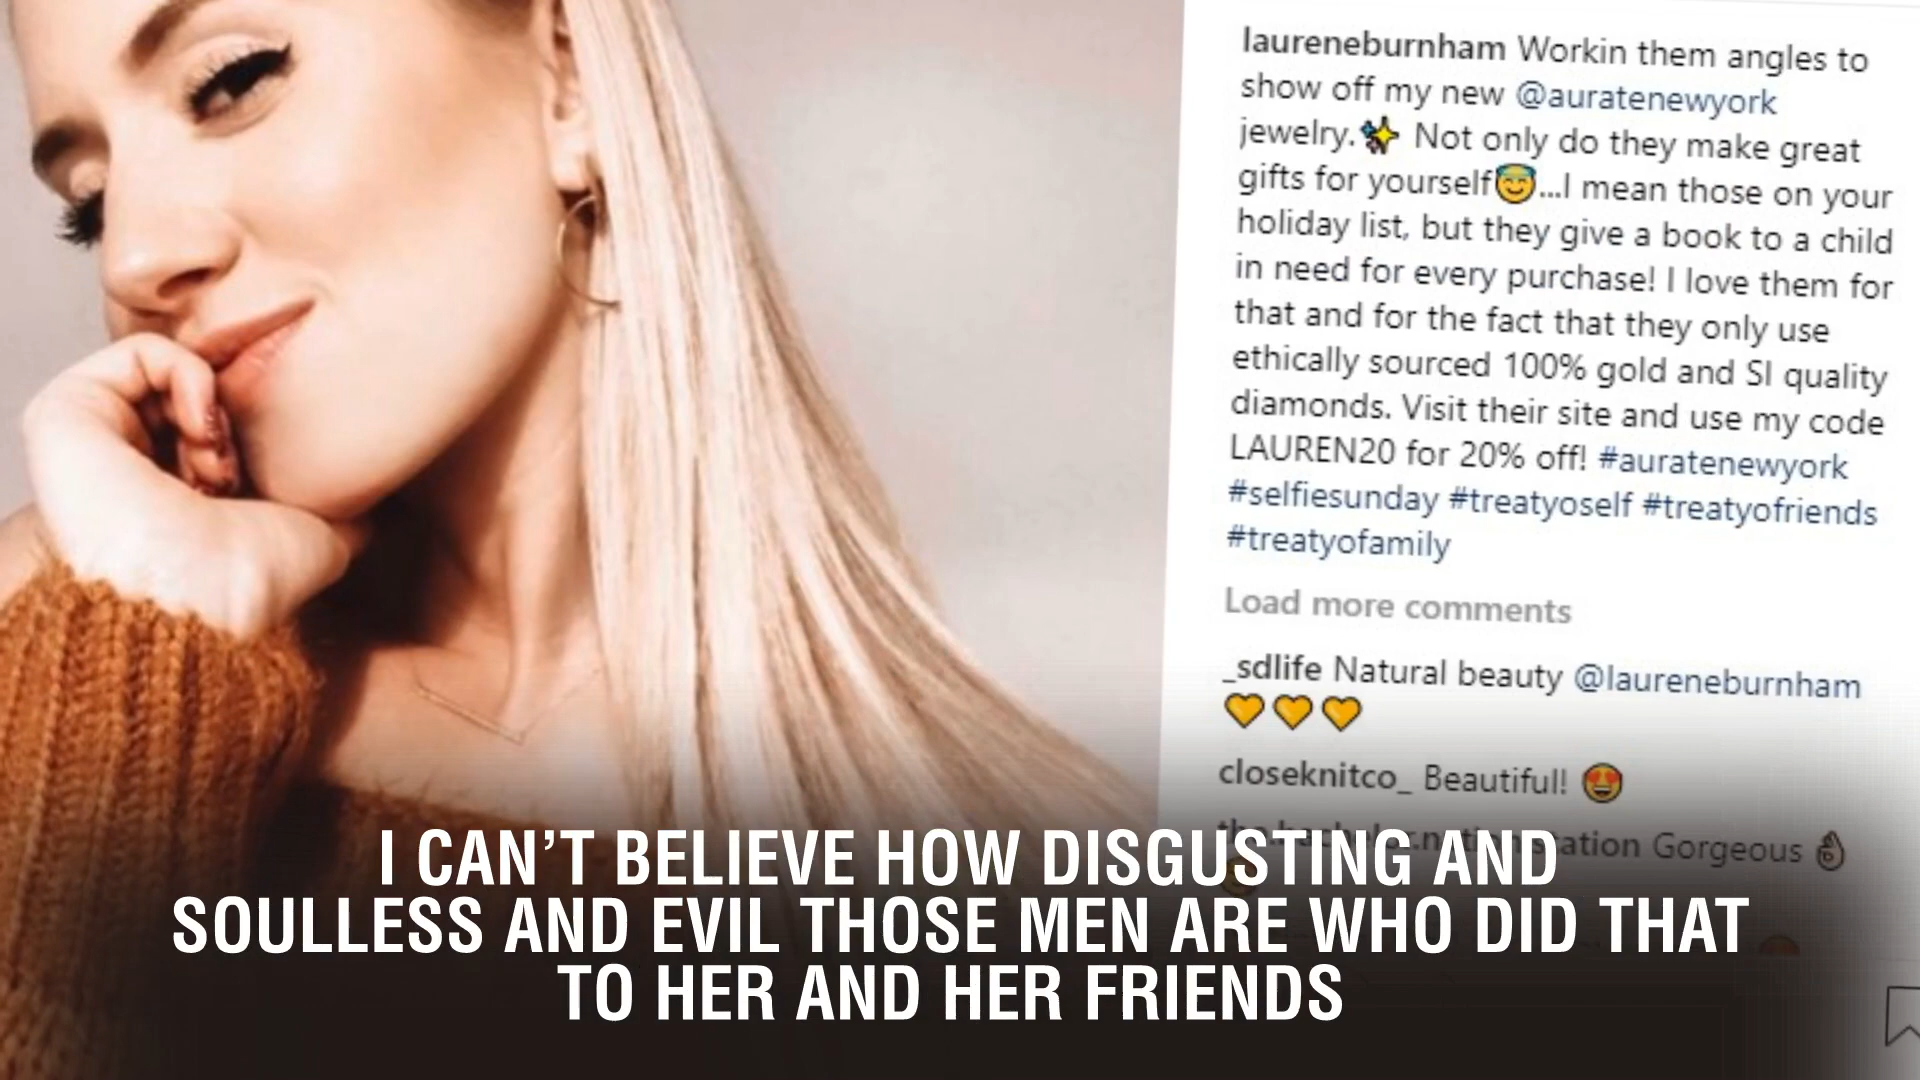 laureneburnham Workin them angles to
show off my new @auratenewyork
jewelry.✨ Not only do they make great
gifts for yourself😇...I mean those on your
holiday list, but they give a book to a child
in need for every purchase! I love them for
that and for the fact that they only use
ethically sourced 100% gold and SI quality
diamonds. Visit their site and use my code
LAUREN20 for 20% off! #auratenewyork
#selfiesunday #treatyoself #treatyofriends
#treatyofamily
Load more comments
_sdlife Natural beauty @laureneburnham
💛💛💛
closeknitco_ Beautiful! 😍
Gorgeous 👌
I CAN'T BELIEVE HOW DISGUSTING AND
SOULLESS AND EVIL THOSE MEN ARE WHO DID THAT
TO HER AND HER FRIENDS